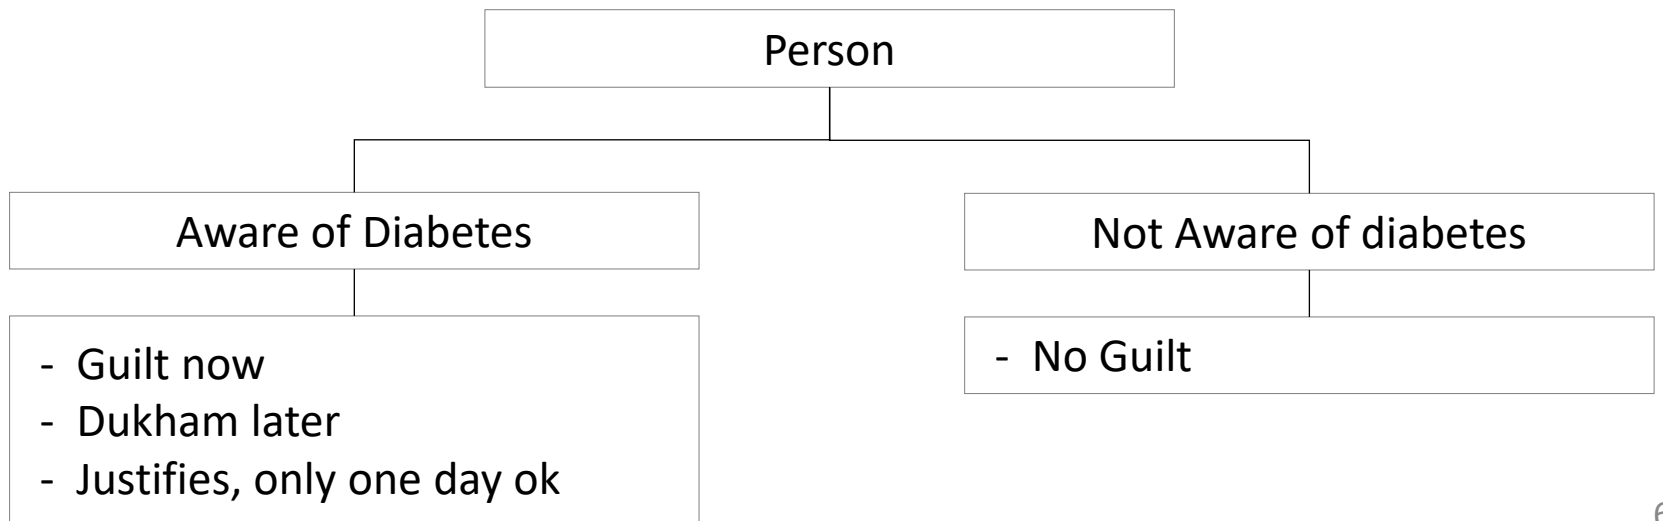 Person
Aware of Diabetes
Not Aware of diabetes
- Guilt now
- Dukham later
- Justifies, only one day ok
- No Guilt